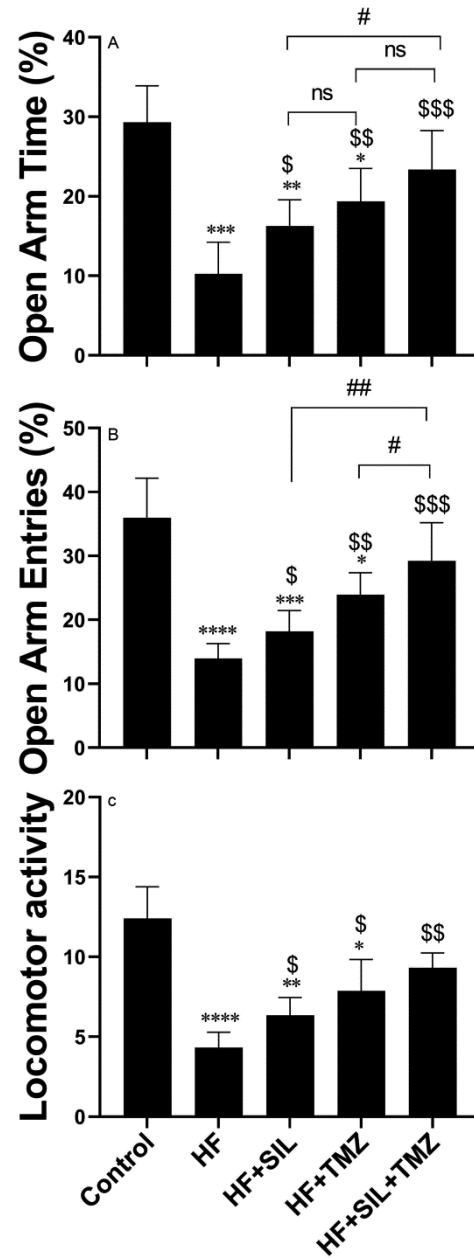 A
Open Arm Time (%)
40
30
20
10
0
#
ns
ns
***
$
**
$$
*
$$$
B
Open Arm Entries (%)
50
40
30
20
10
0
##
#
****
$
***
$$
*
$$$
c
Locomotor activity
20
15
10
5
0
****
$
**
$
*
$$
Control
HF
HF+SIL
HF+TMZ
HF+SIL+TMZ